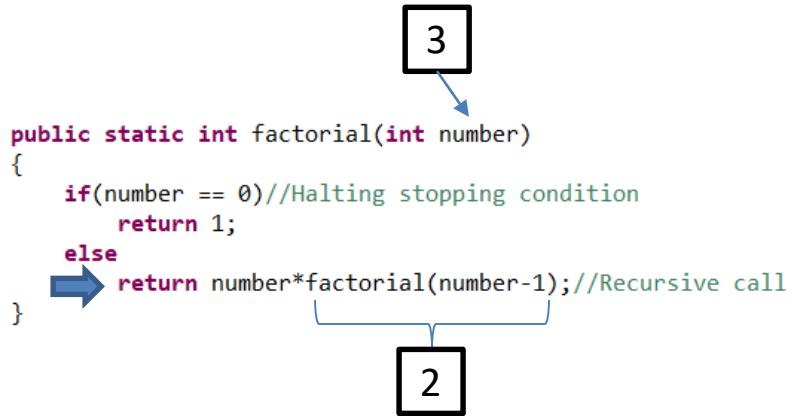 3
public static int factorial(int number)
{
if(number == 0)//Halting stopping condition
return 1;
else
return number*factorial(number-1);//Recursive call
}
2